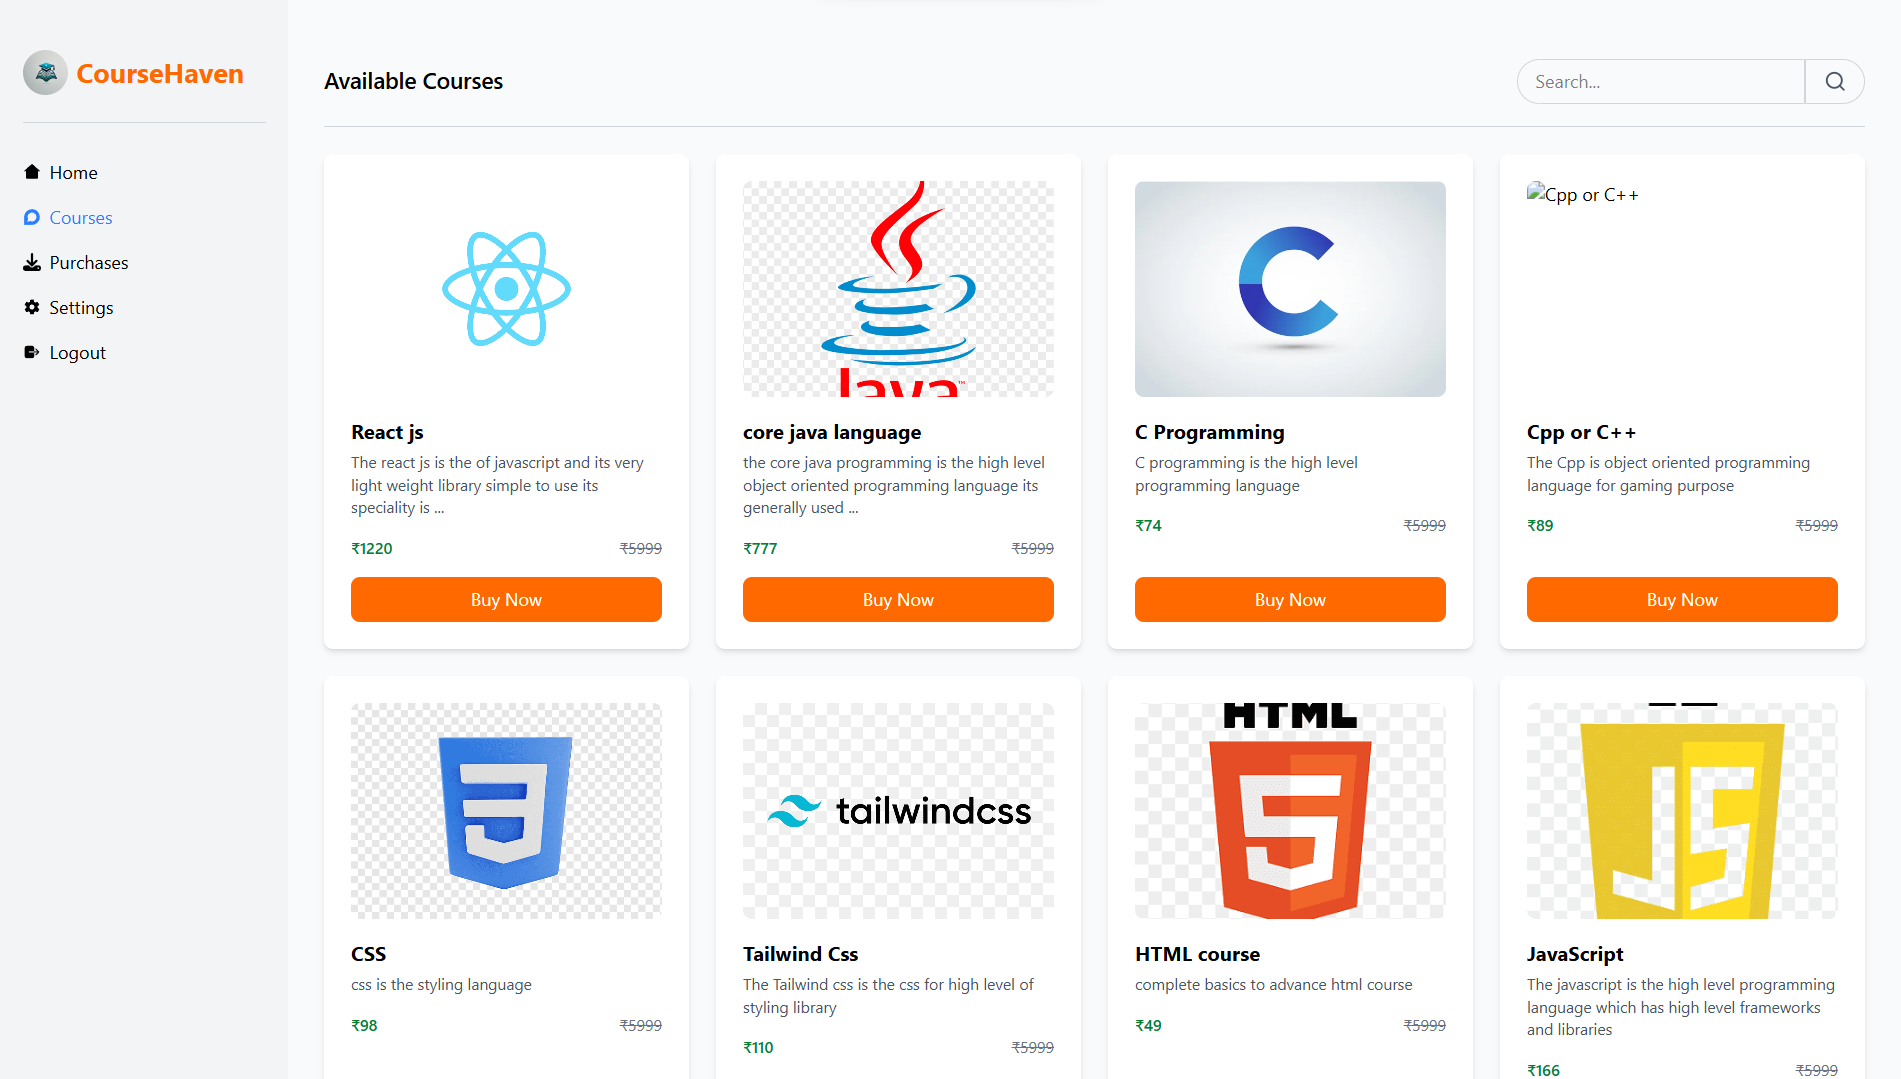 CourseHaven
Home
Courses
Purchases
Settings
Logout
Available Courses
Search...
Java™
React js
The react js is the of javascript and its very
light weight library simple to use its
speciality is ...
₹1220 ₹5999
Buy Now
core java language
the core java programming is the high level
object oriented programming language its
generally used ...
₹777 ₹5999
Buy Now
C
C Programming
C programming is the high level
programming language
₹74 ₹5999
Buy Now
Cpp or C++
Cpp or C++
The Cpp is object oriented programming
language for gaming purpose
₹89 ₹5999
Buy Now
3
CSS
css is the styling language
₹98 ₹5999
tailwindcss
Tailwind Css
The Tailwind css is the css for high level of
styling library
₹110 ₹5999
HTML
5
HTML course
complete basics to advance html course
₹49 ₹5999
JS
JavaScript
The javascript is the high level programming
language which has high level frameworks
and libraries
₹166 ₹5999